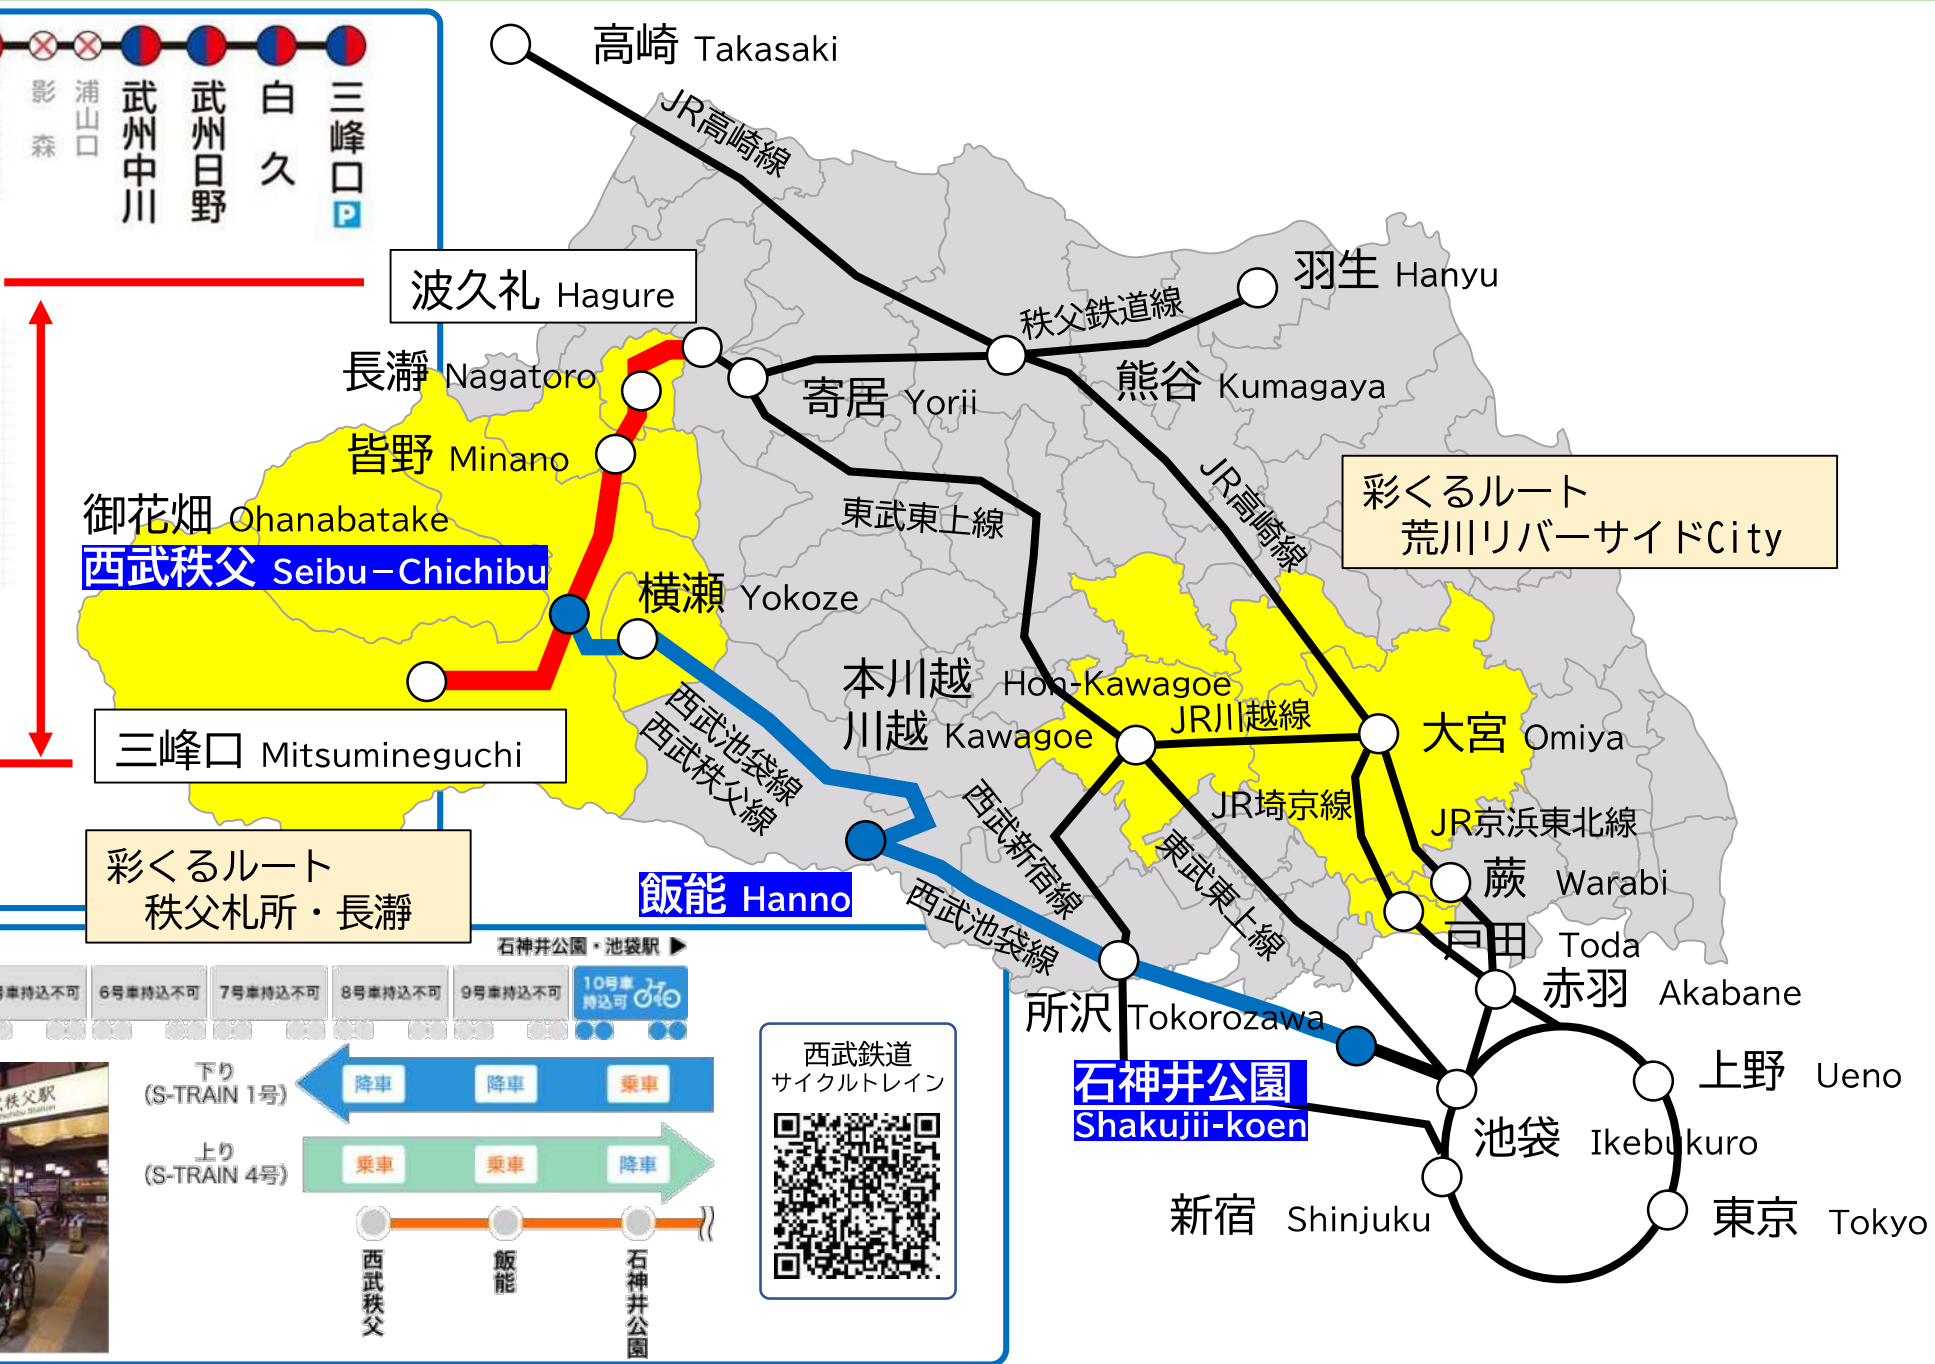 影森
浦山口
武州中川
武州日野
白久
三峰口
P
高崎 Takasaki
JR高崎線
波久礼 Hagure
羽生 Hanyu
秩父鉄道線
長瀞 Nagatoro
寄居 Yorii
熊谷 Kumagaya
皆野 Minano
JR高崎線
彩くるルート
荒川リバーサイドCity
御花畑 Ohanabatake
西武秩父 Seibu-Chichibu
東武東上線
横瀬 Yokoze
本川越 Hon-Kawagoe
川越 Kawagoe
JR川越線
大宮 Omiya
三峰口 Mitsumineguchi
西武池袋線
西武秩父線
西武新宿線
JR埼京線
JR京浜東北線
東武東上線
彩くるルート
秩父札所・長瀞
飯能 Hanno
西武池袋線
蕨 Warabi
戸田 Toda
赤羽 Akabane
所沢 Tokorozawa
石神井公園
Shakujii-koen
上野 Ueno
池袋 Ikebukuro
新宿 Shinjuku
東京 Tokyo
石神井公園・池袋駅 ▶
号車持込不可
6号車持込不可
7号車持込不可
8号車持込不可
9号車持込不可
10号車
持込可
下り
(S-TRAIN 1号)
降車
降車
乗車
上り
(S-TRAIN 4号)
乗車
乗車
降車
西武秩父
飯能
石神井公園
西武鉄道
サイクルトレイン
秩父駅